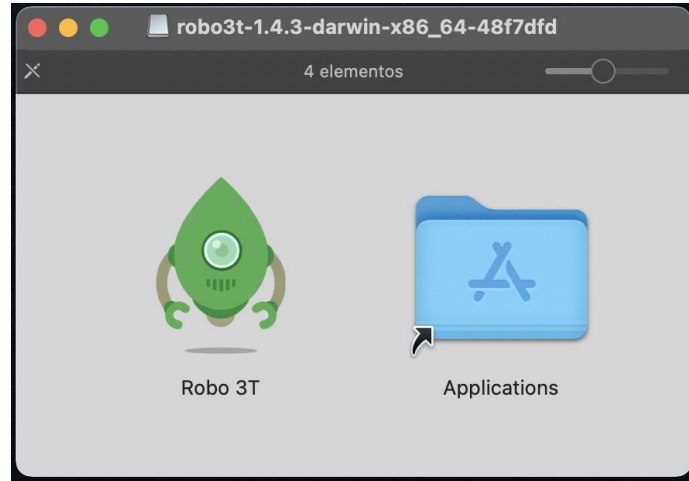 robo3t-1.4.3-darwin-x86_64-48f7dfd
4 elementos
Robo 3T
Applications